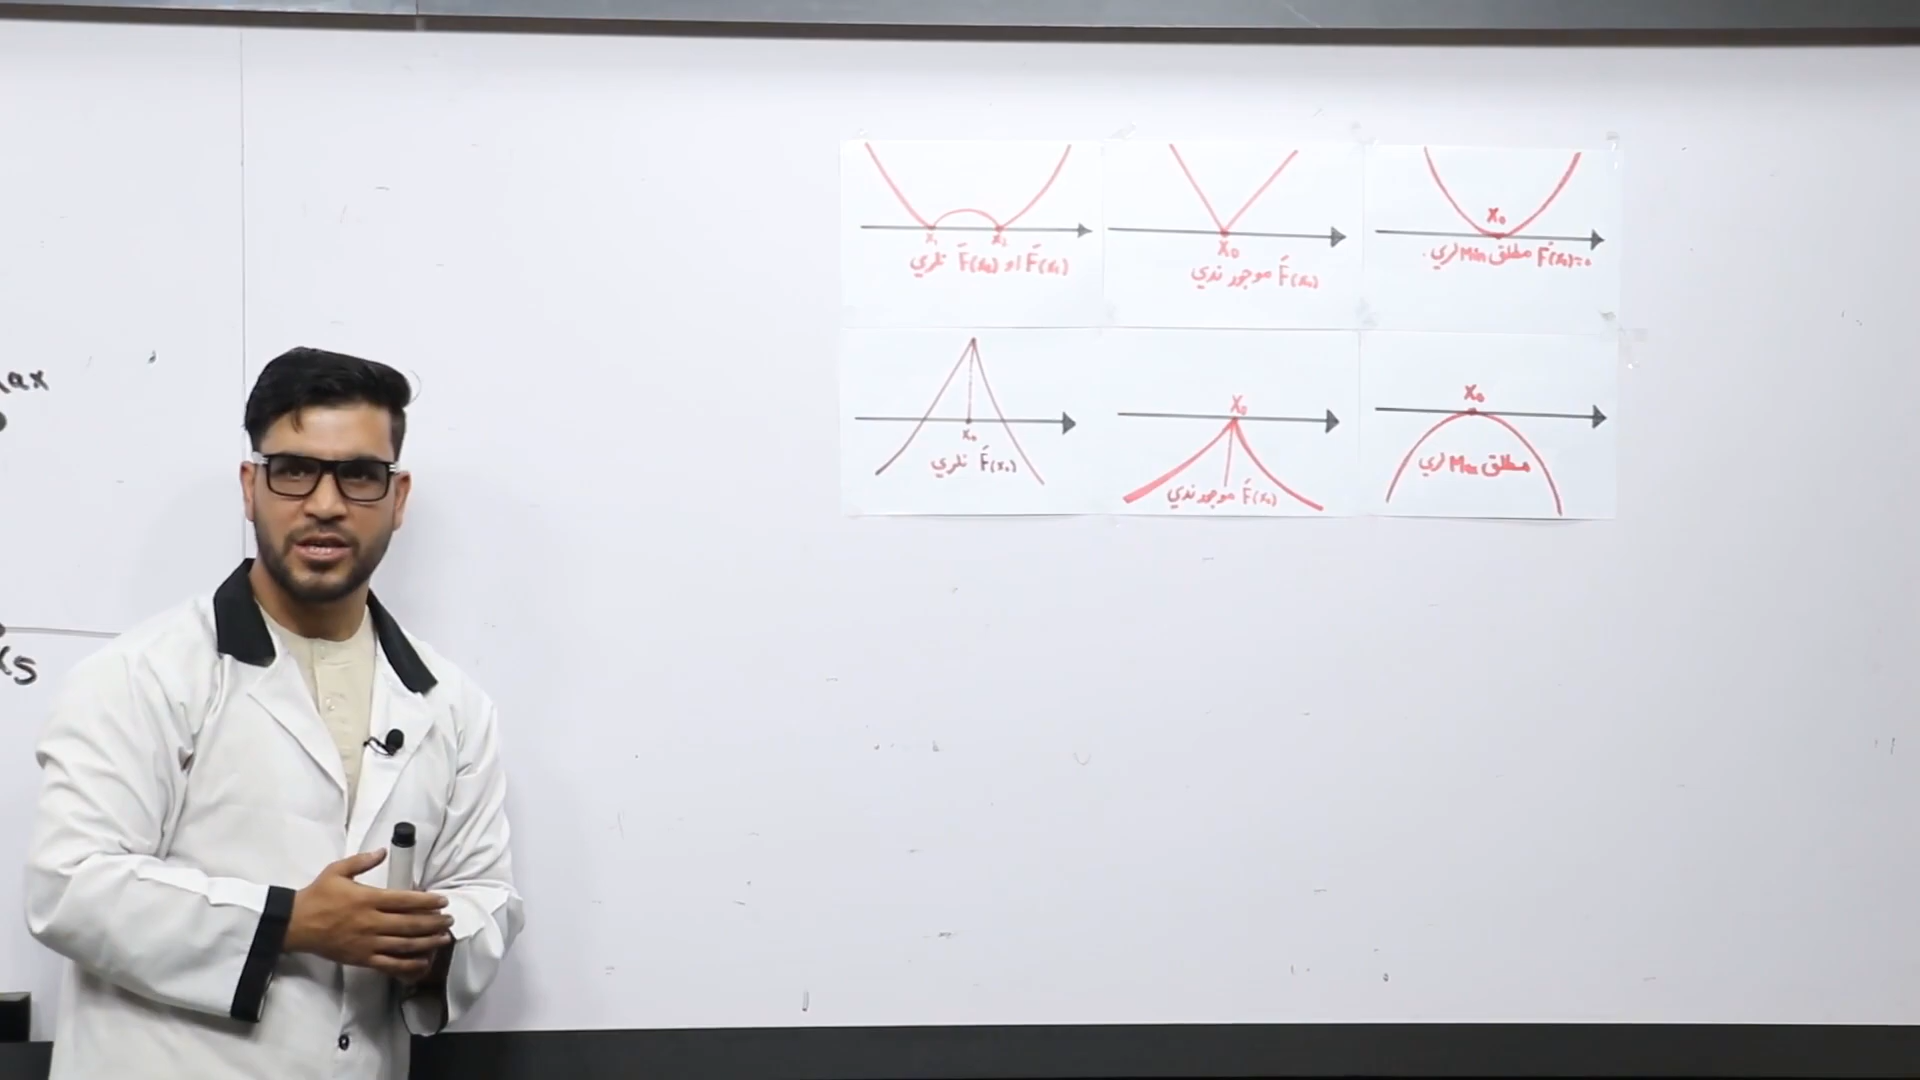 ax
x5
x₁ x₂
F́(x₁) او F́(x₂) نلري
x₀
F́(x₀) موجود ندي
x₀
F́(x₀)=0 مطلق Min لري.
x₀
F́(x₀) نلري
x₀
F́(x₀) موجود ندي
x₀
مطلق Max لري